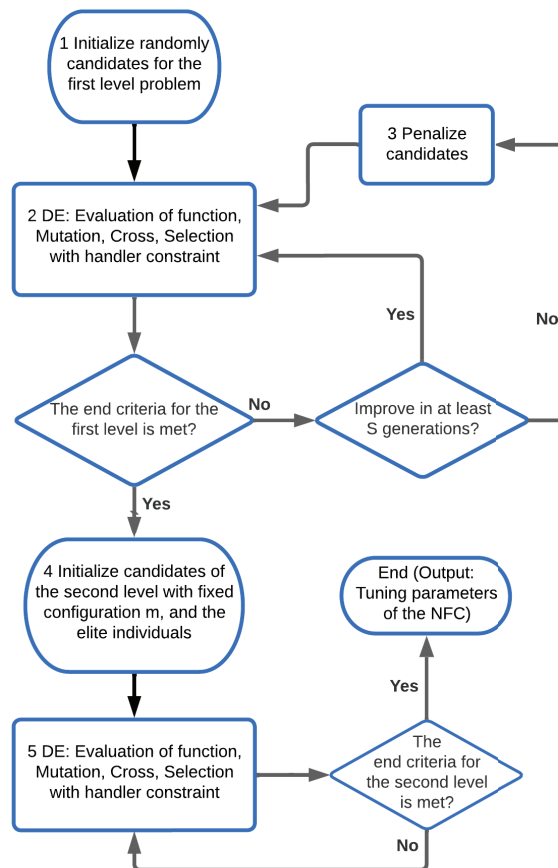 1 Initialize randomly
candidates for the
first level problem
3 Penalize
candidates
2 DE: Evaluation of function,
Mutation, Cross, Selection
with handler constraint
Yes
No
The end criteria for the
first level is met?
No
Improve in at least
S generations?
Yes
4 Initialize candidates of
the second level with fixed
configuration m, and the
elite individuals
End (Output:
Tuning parameters
of the NFC)
Yes
5 DE: Evaluation of function,
Mutation, Cross, Selection
with handler constraint
The
end criteria for
the second level
is met?
No